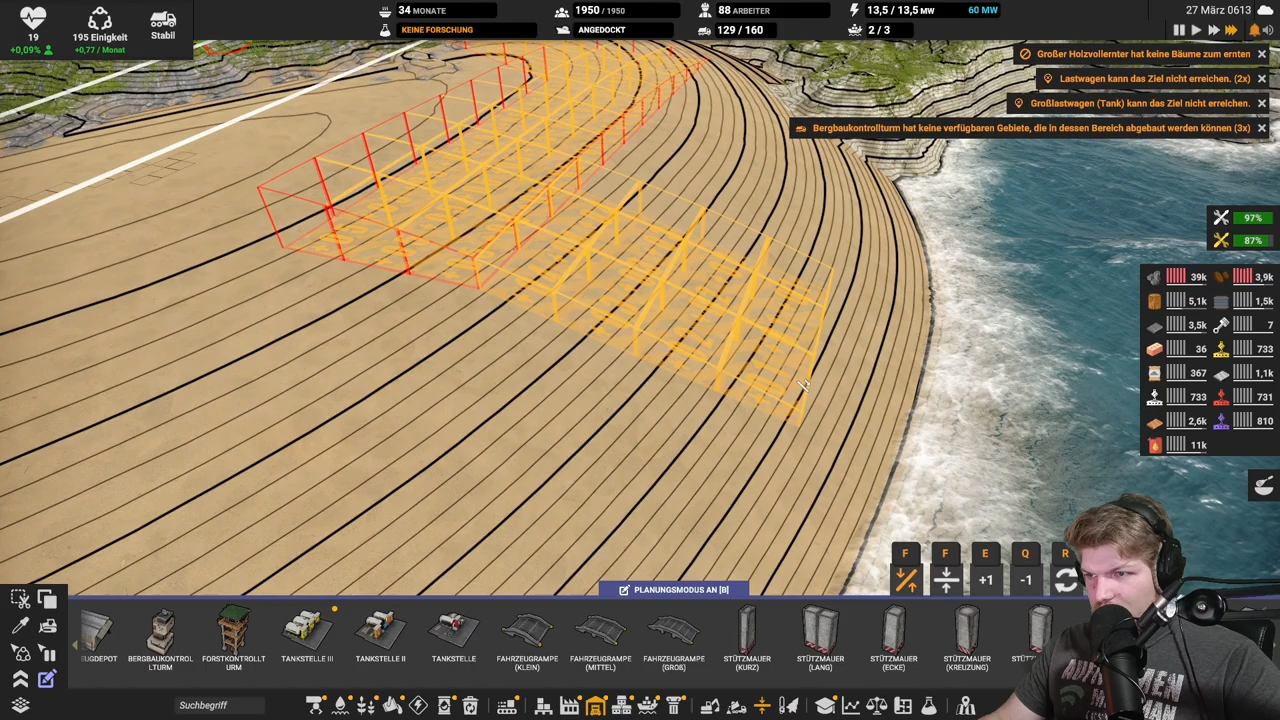 34 MONATE
1950 / 1950
88 ARBEITER
13,5 / 13,5 MW
60 MW
27 März 0613
KEINE FORSCHUNG
ANGEDOCKT
129 / 160
2 / 3
19
195 Einigkeit
Stabil
+0,09%
+0,77 / Monat
Großer Holzvollernter hat keine Bäume zum ernten
Lastwagen kann das Ziel nicht erreichen. (2x)
Großlastwagen (Tank) kann das Ziel nicht erreichen.
Bergbaukontrollturm hat keine verfügbaren Gebiete, die in dessen Bereich abgebaut werden können (3x)
97%
87%
39k 3,9k
5,1k 1,5k
3,5k 7
36 733
367 1,1k
733 731
2,6k 810
11k
F F E Q R
+1 -1
PLANUNGSMODUS AN [B]
EUGDEPOT
BERGBAUKONTROL
LTURM
FORSTKONTROLLT
URM
TANKSTELLE III
TANKSTELLE II
TANKSTELLE
FAHRZEUGRAMPE
(KLEIN)
FAHRZEUGRAMPE
(MITTEL)
FAHRZEUGRAMPE
(GROß)
STÜTZMAUER
(KURZ)
STÜTZMAUER
(LANG)
STÜTZMAUER
(ECKE)
STÜTZMAUER
(KREUZUNG)
Suchbegriff